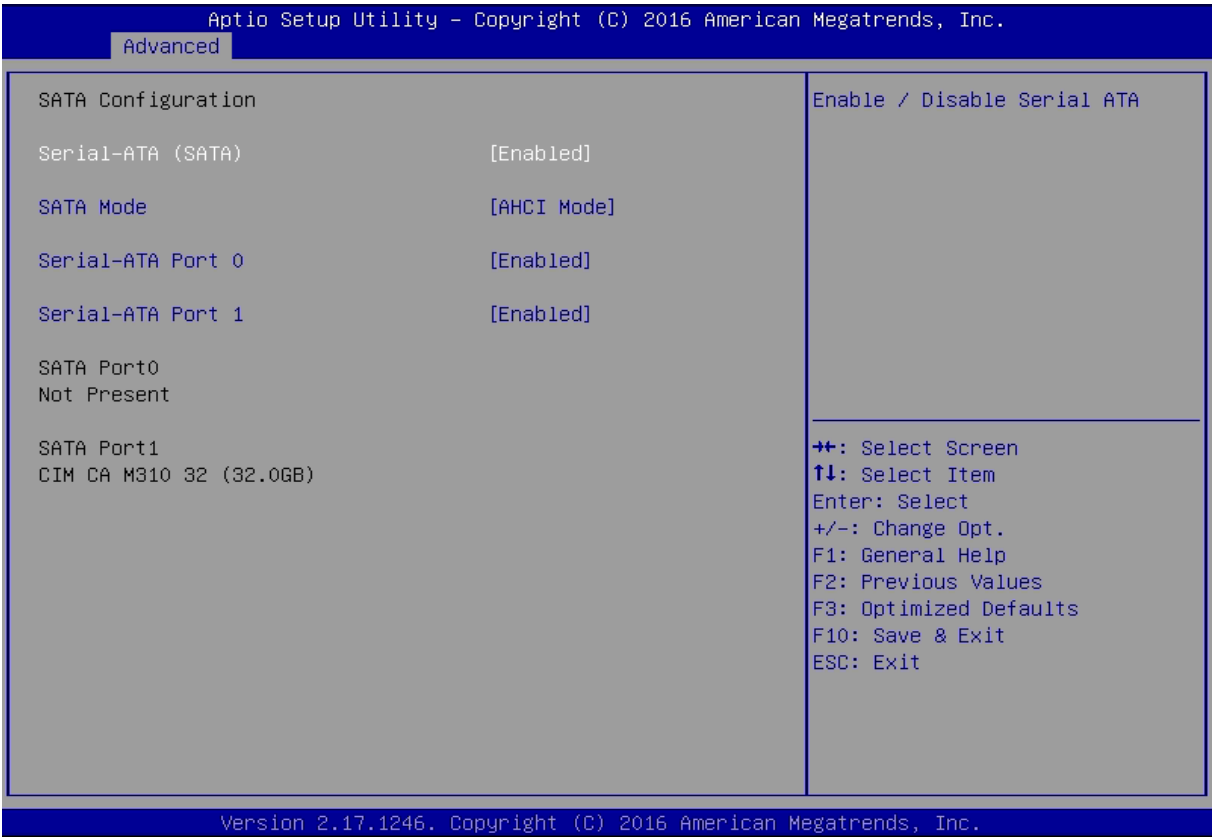 Aptio Setup Utility – Copyright (C) 2016 American Megatrends, Inc.
Advanced
SATA Configuration
Serial-ATA (SATA) [Enabled]
SATA Mode [AHCI Mode]
Serial-ATA Port 0 [Enabled]
Serial-ATA Port 1 [Enabled]
SATA Port0
Not Present
SATA Port1
CIM CA M310 32 (32.0GB)
Enable / Disable Serial ATA
→←: Select Screen
↑↓: Select Item
Enter: Select
+/-: Change Opt.
F1: General Help
F2: Previous Values
F3: Optimized Defaults
F10: Save & Exit
ESC: Exit
Version 2.17.1246. Copyright (C) 2016 American Megatrends, Inc.